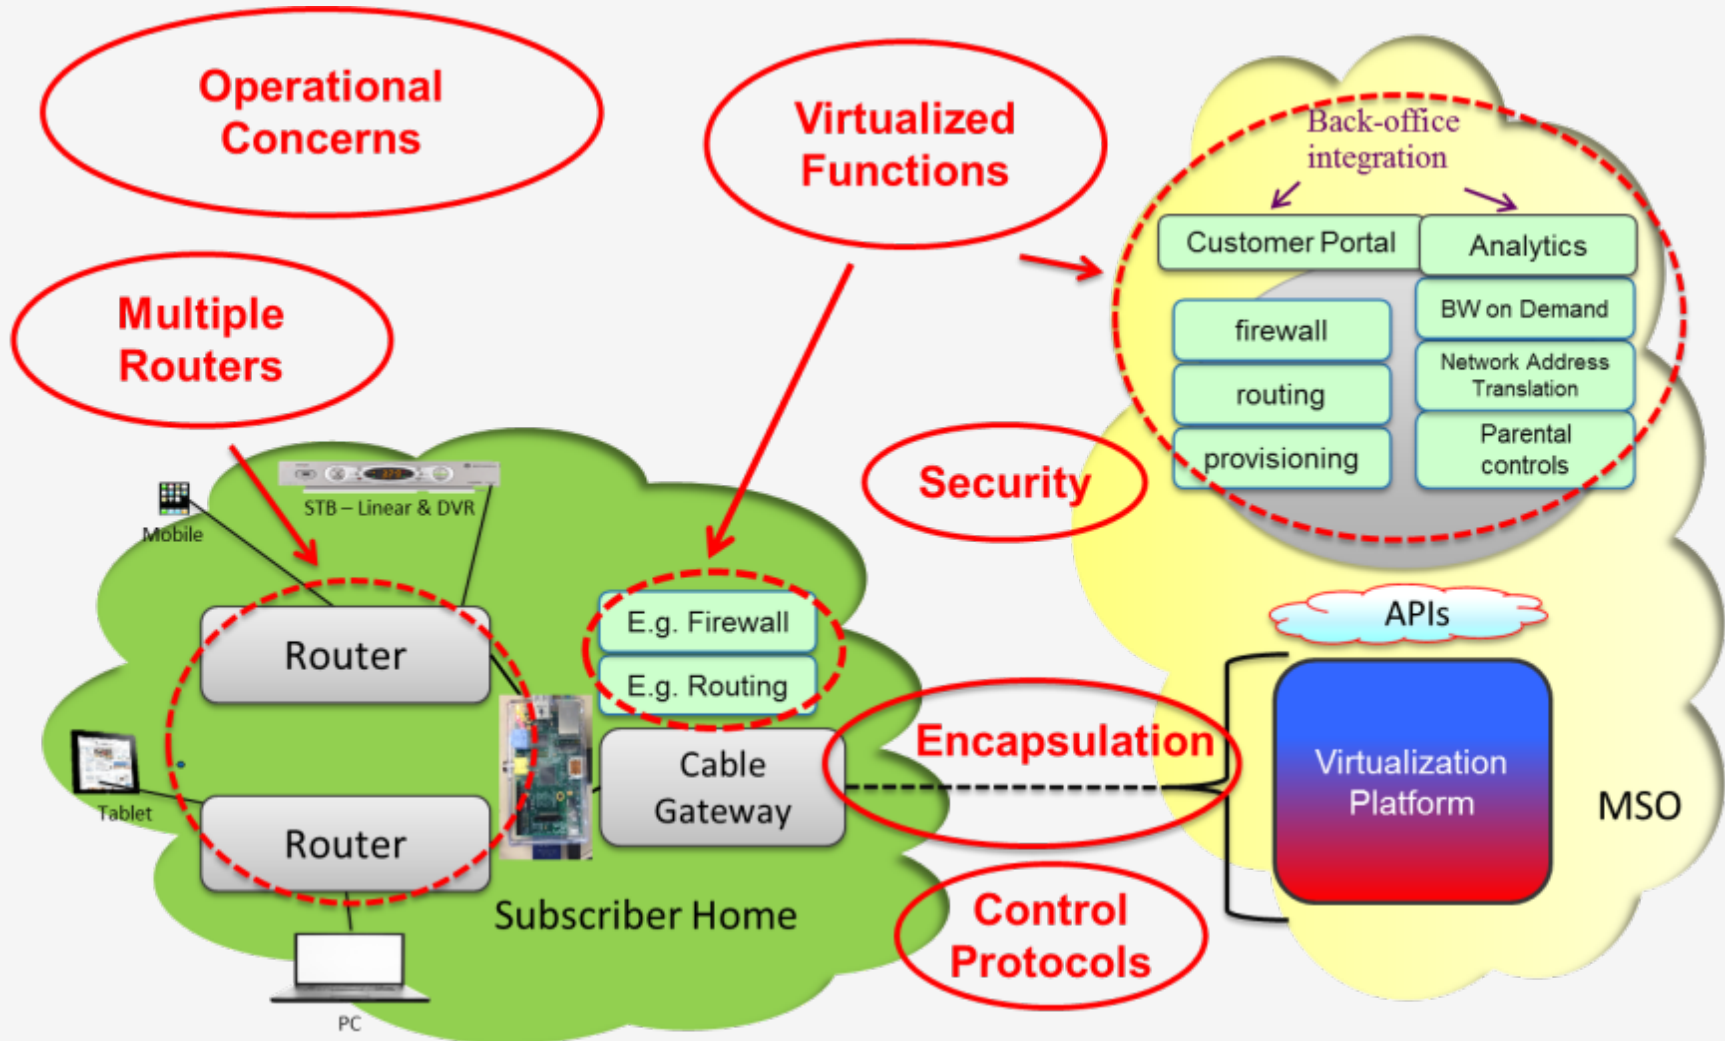 Operational
Concerns
Virtualized
Functions
Back-office
integration
Customer Portal
Analytics
Multiple
Routers
firewall
BW on Demand
routing
Network Address
Translation
provisioning
Parental
controls
Security
STB – Linear & DVR
Mobile
E.g. Firewall
APIs
Router
E.g. Routing
Encapsulation
Cable
Gateway
Virtualization
Platform
MSO
Tablet
Router
Subscriber Home
Control
Protocols
PC